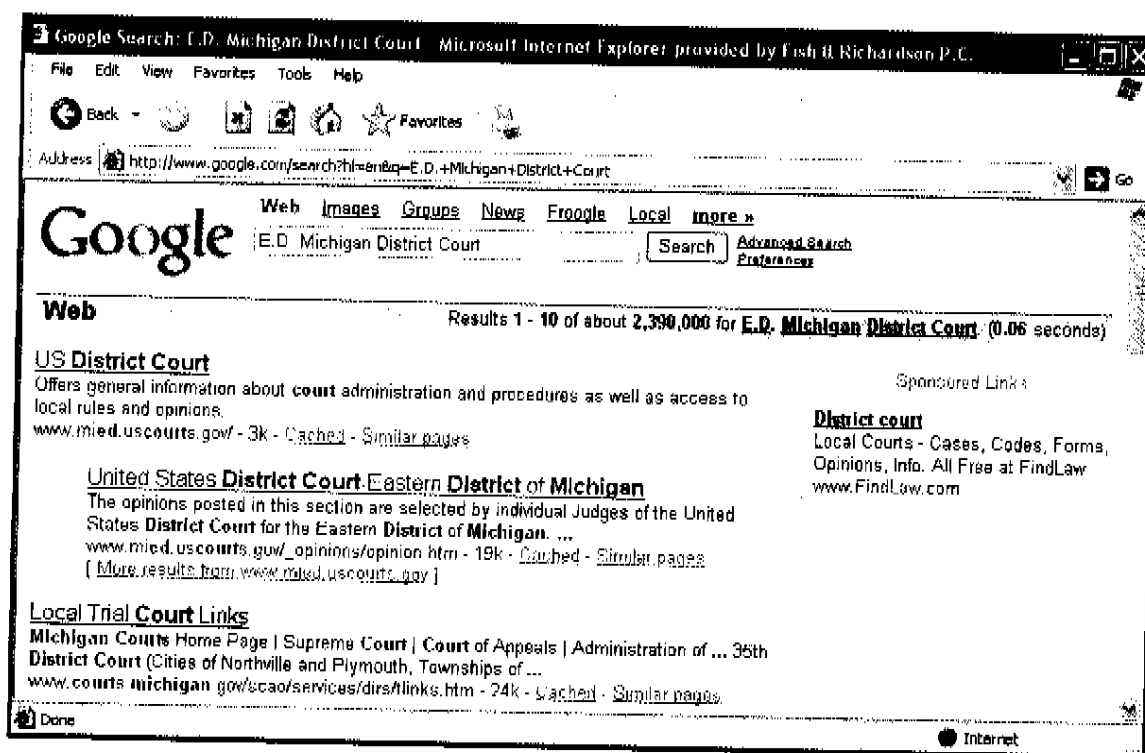 Google Search: E.D. Michigan District Court - Microsoft Internet Explorer provided by Fish & Richardson P.C.
File Edit View Favorites Tools Help
Back Favorites
Address http://www.google.com/search?hl=en&q=E.D.+Michigan+District+Court Go
Web Images Groups News Froogle Local more »
Google E.D. Michigan District Court Search Advanced Search
Preferences
Web Results 1 - 10 of about 2,390,000 for E.D. Michigan District Court. (0.06 seconds)
US District Court
Offers general information about court administration and procedures as well as access to
local rules and opinions.
www.mied.uscourts.gov/ - 3k - Cached - Similar pages
United States District Court-Eastern District of Michigan
The opinions posted in this section are selected by individual Judges of the United
States District Court for the Eastern District of Michigan. ...
www.mied.uscourts.gov/_opinions/opinion.htm - 19k - Cached - Similar pages
[ More results from www.mied.uscourts.gov ]
Local Trial Court Links
Michigan Courts Home Page | Supreme Court | Court of Appeals | Administration of ... 35th
District Court (Cities of Northville and Plymouth, Townships of ...
www.courts.michigan.gov/scao/services/dirs/tlinks.htm - 24k - Cached - Similar pages
Sponsored Links
District court
Local Courts - Cases, Codes, Forms,
Opinions, Info. All Free at FindLaw
www.FindLaw.com
Done Internet